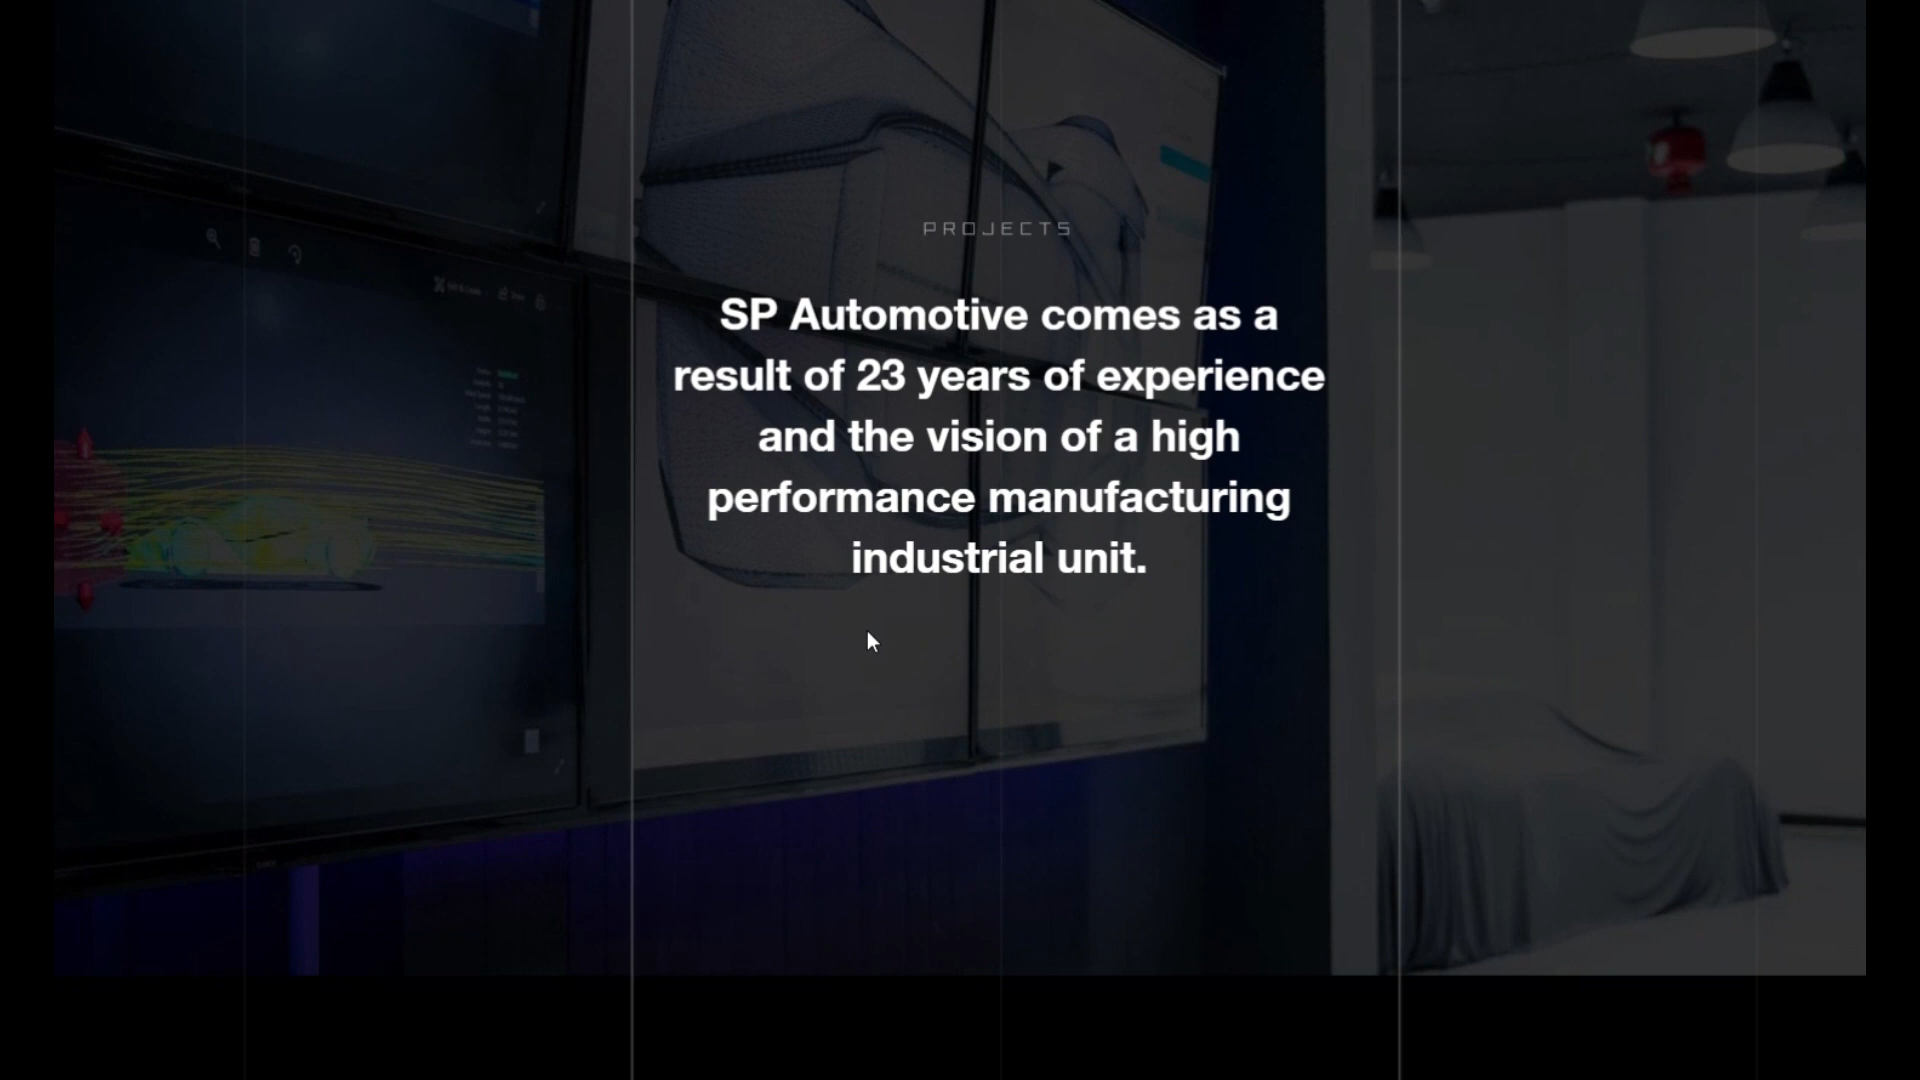 PROJECTS
SP Automotive comes as a
result of 23 years of experience
and the vision of a high
performance manufacturing
industrial unit.